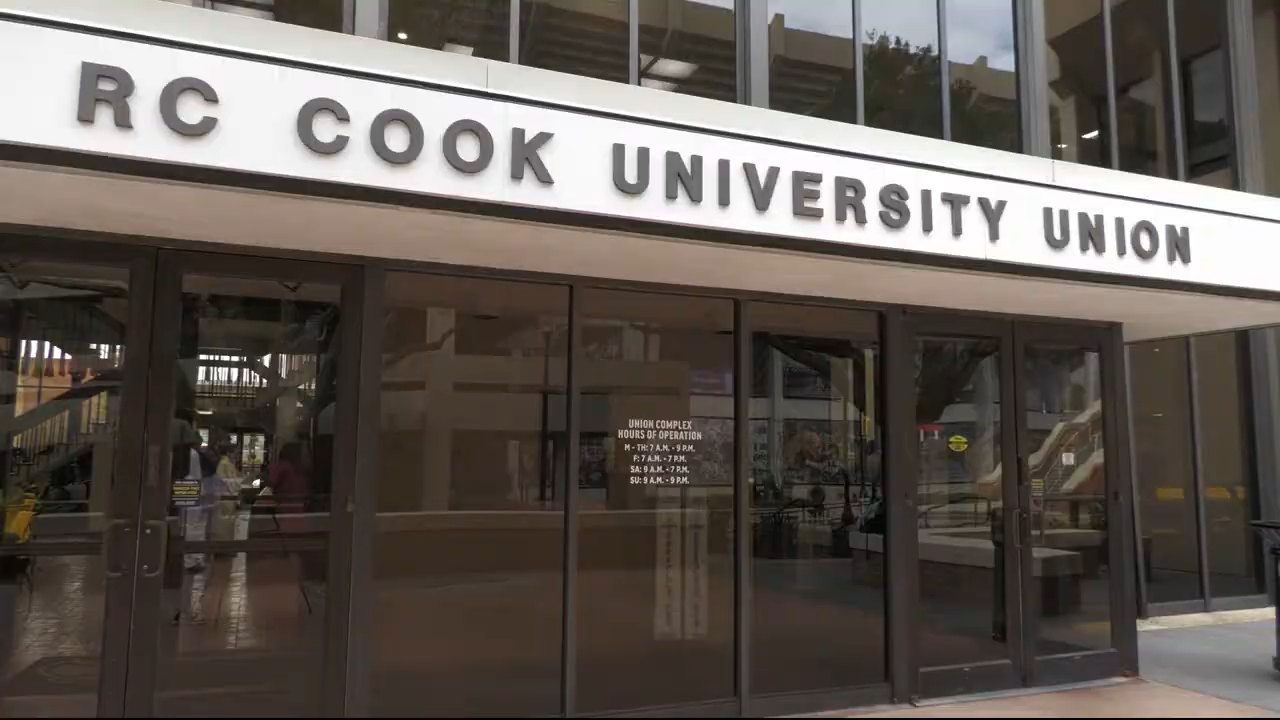 RC COOK UNIVERSITY UNION
UNION COMPLEX
HOURS OF OPERATION
M - TH: 7 A.M. - 9 P.M.
F: 7 A.M. - 7 P.M.
SA: 9 A.M. - 7 P.M.
SU: 9 A.M. - 9 P.M.